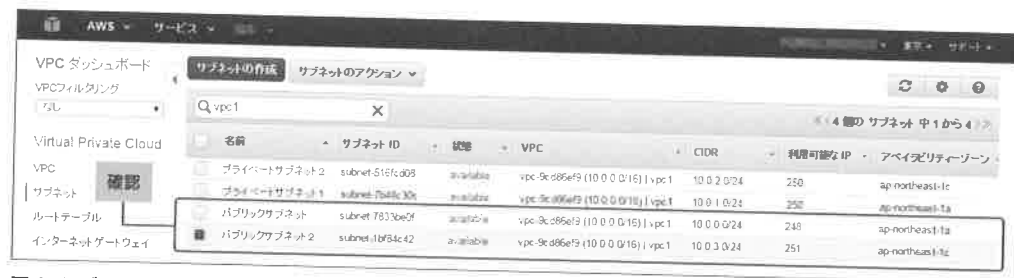 AWS サービス
東京 サポート
VPC ダッシュボード
サブネットの作成 サブネットのアクション
VPCフィルタリング
なし
vpc1
4 個の サブネット 中 1 から 4
Virtual Private Cloud
名前 サブネット ID 状態 VPC CIDR 利用可能な IP アベイラビリティーゾーン
VPC
確認
サブネット
ルートテーブル
インターネットゲートウェイ
プライベートサブネット2 available vpc-9cd86ef9 (10.0.0.0/16) | vpc1 10.0.2.0/24 250 ap-northeast-1c
プライベートサブネット1 available vpc-9cd86ef9 (10.0.0.0/16) | vpc1 10.0.1.0/24 250 ap-northeast-1a
パブリックサブネット subnet-7833be0f available vpc-9cd86ef9 (10.0.0.0/16) | vpc1 10.0.0.0/24 248 ap-northeast-1a
パブリックサブネット2 subnet-1bf84c42 available vpc-9cd86ef9 (10.0.0.0/16) | vpc1 10.0.3.0/24 251 ap-northeast-1c